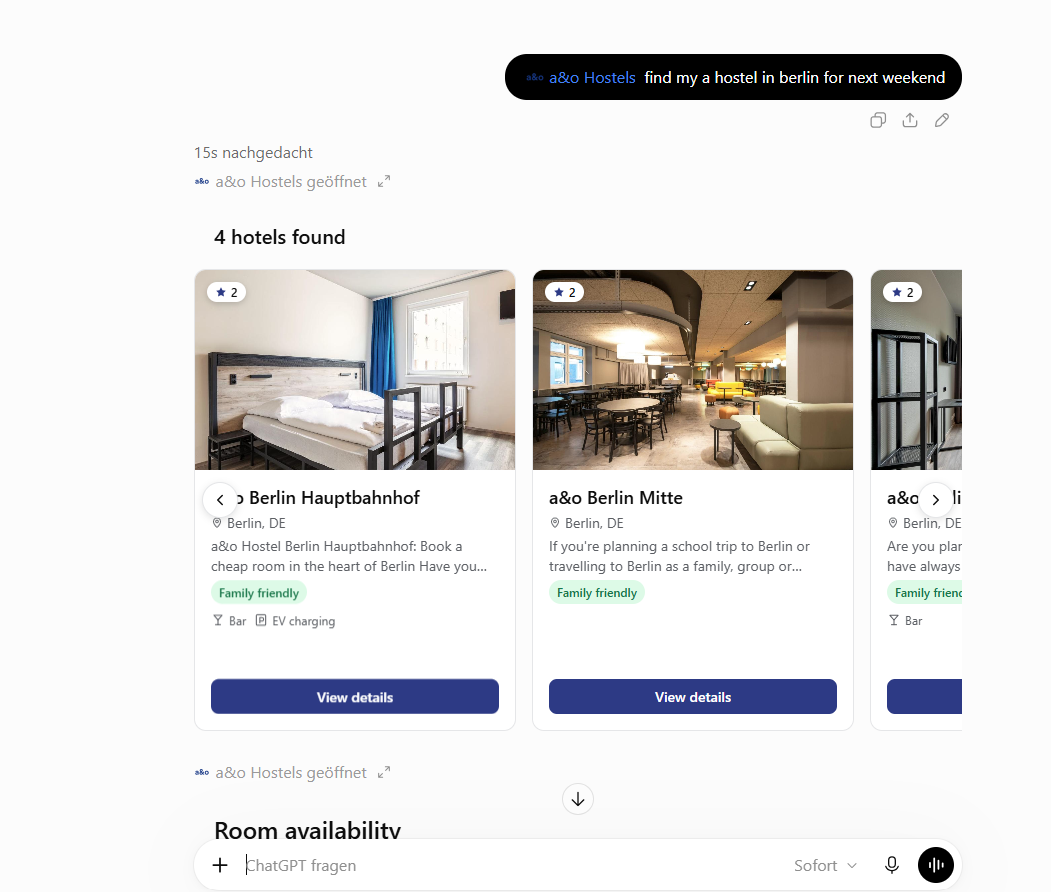 a&o a&o Hostels find my a hostel in berlin for next weekend
15s nachgedacht
a&o a&o Hostels geöffnet
4 hotels found
2
o Berlin Hauptbahnhof
Berlin, DE
a&o Hostel Berlin Hauptbahnhof: Book a
cheap room in the heart of Berlin Have you...
Family friendly
Bar EV charging
View details
2
a&o Berlin Mitte
Berlin, DE
If you're planning a school trip to Berlin or
travelling to Berlin as a family, group or...
Family friendly
View details
2
a&o
Berlin, DE
Are you
have always
Family
Bar
a&o a&o Hostels geöffnet
Room availability
ChatGPT fragen
Sofort